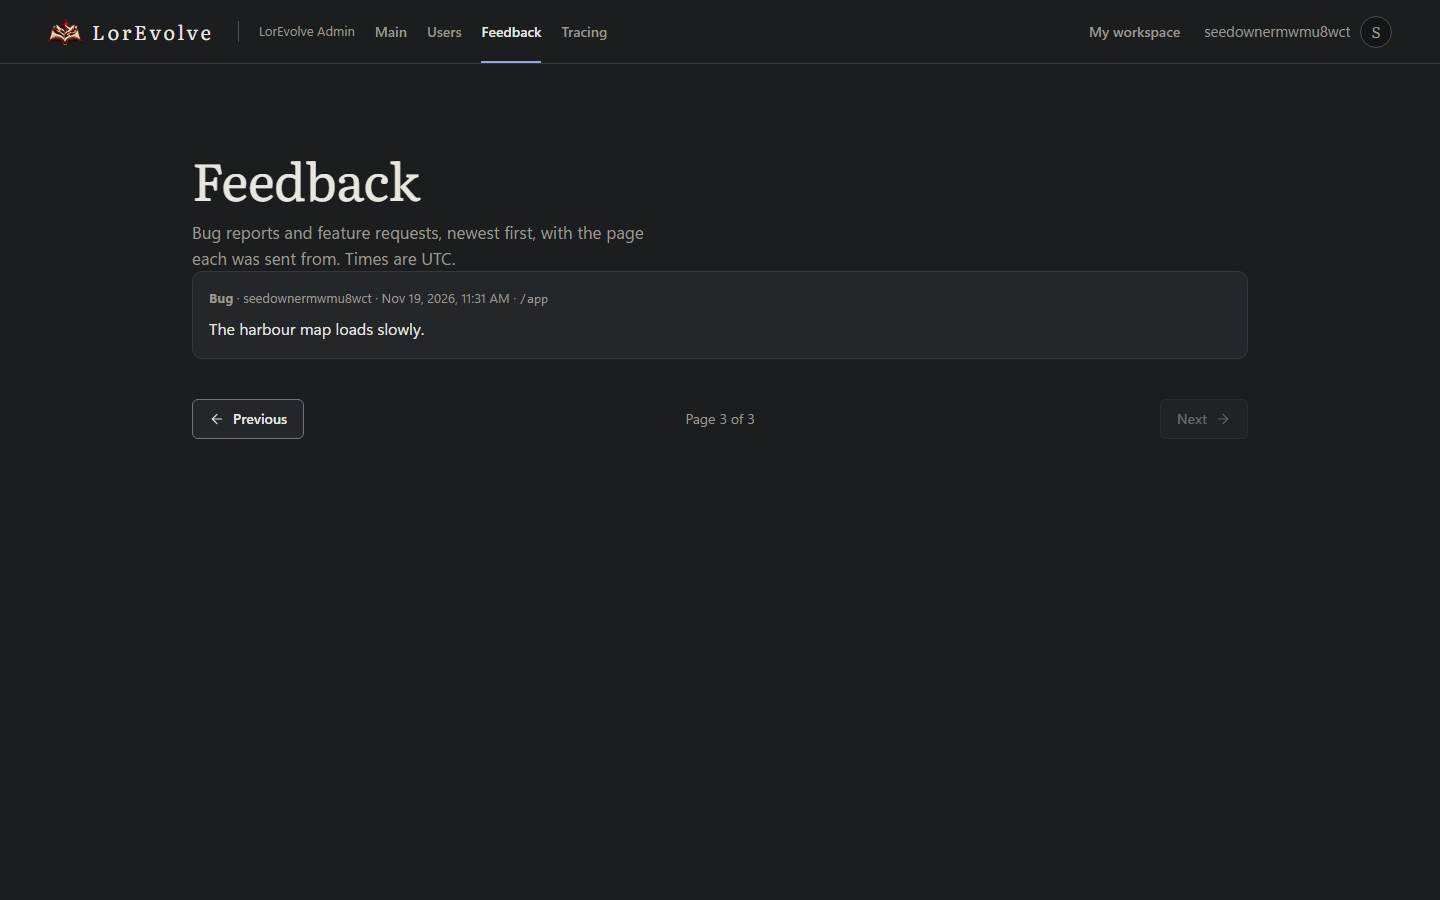 LorEvolve
LorEvolve Admin
Main
Users
Feedback
Tracing
My workspace
seedownermwmu8wct
S
Feedback
Bug reports and feature requests, newest first, with the page
each was sent from. Times are UTC.
Bug · seedownermwmu8wct · Nov 19, 2026, 11:31 AM · /app
The harbour map loads slowly.
← Previous
Page 3 of 3
Next →